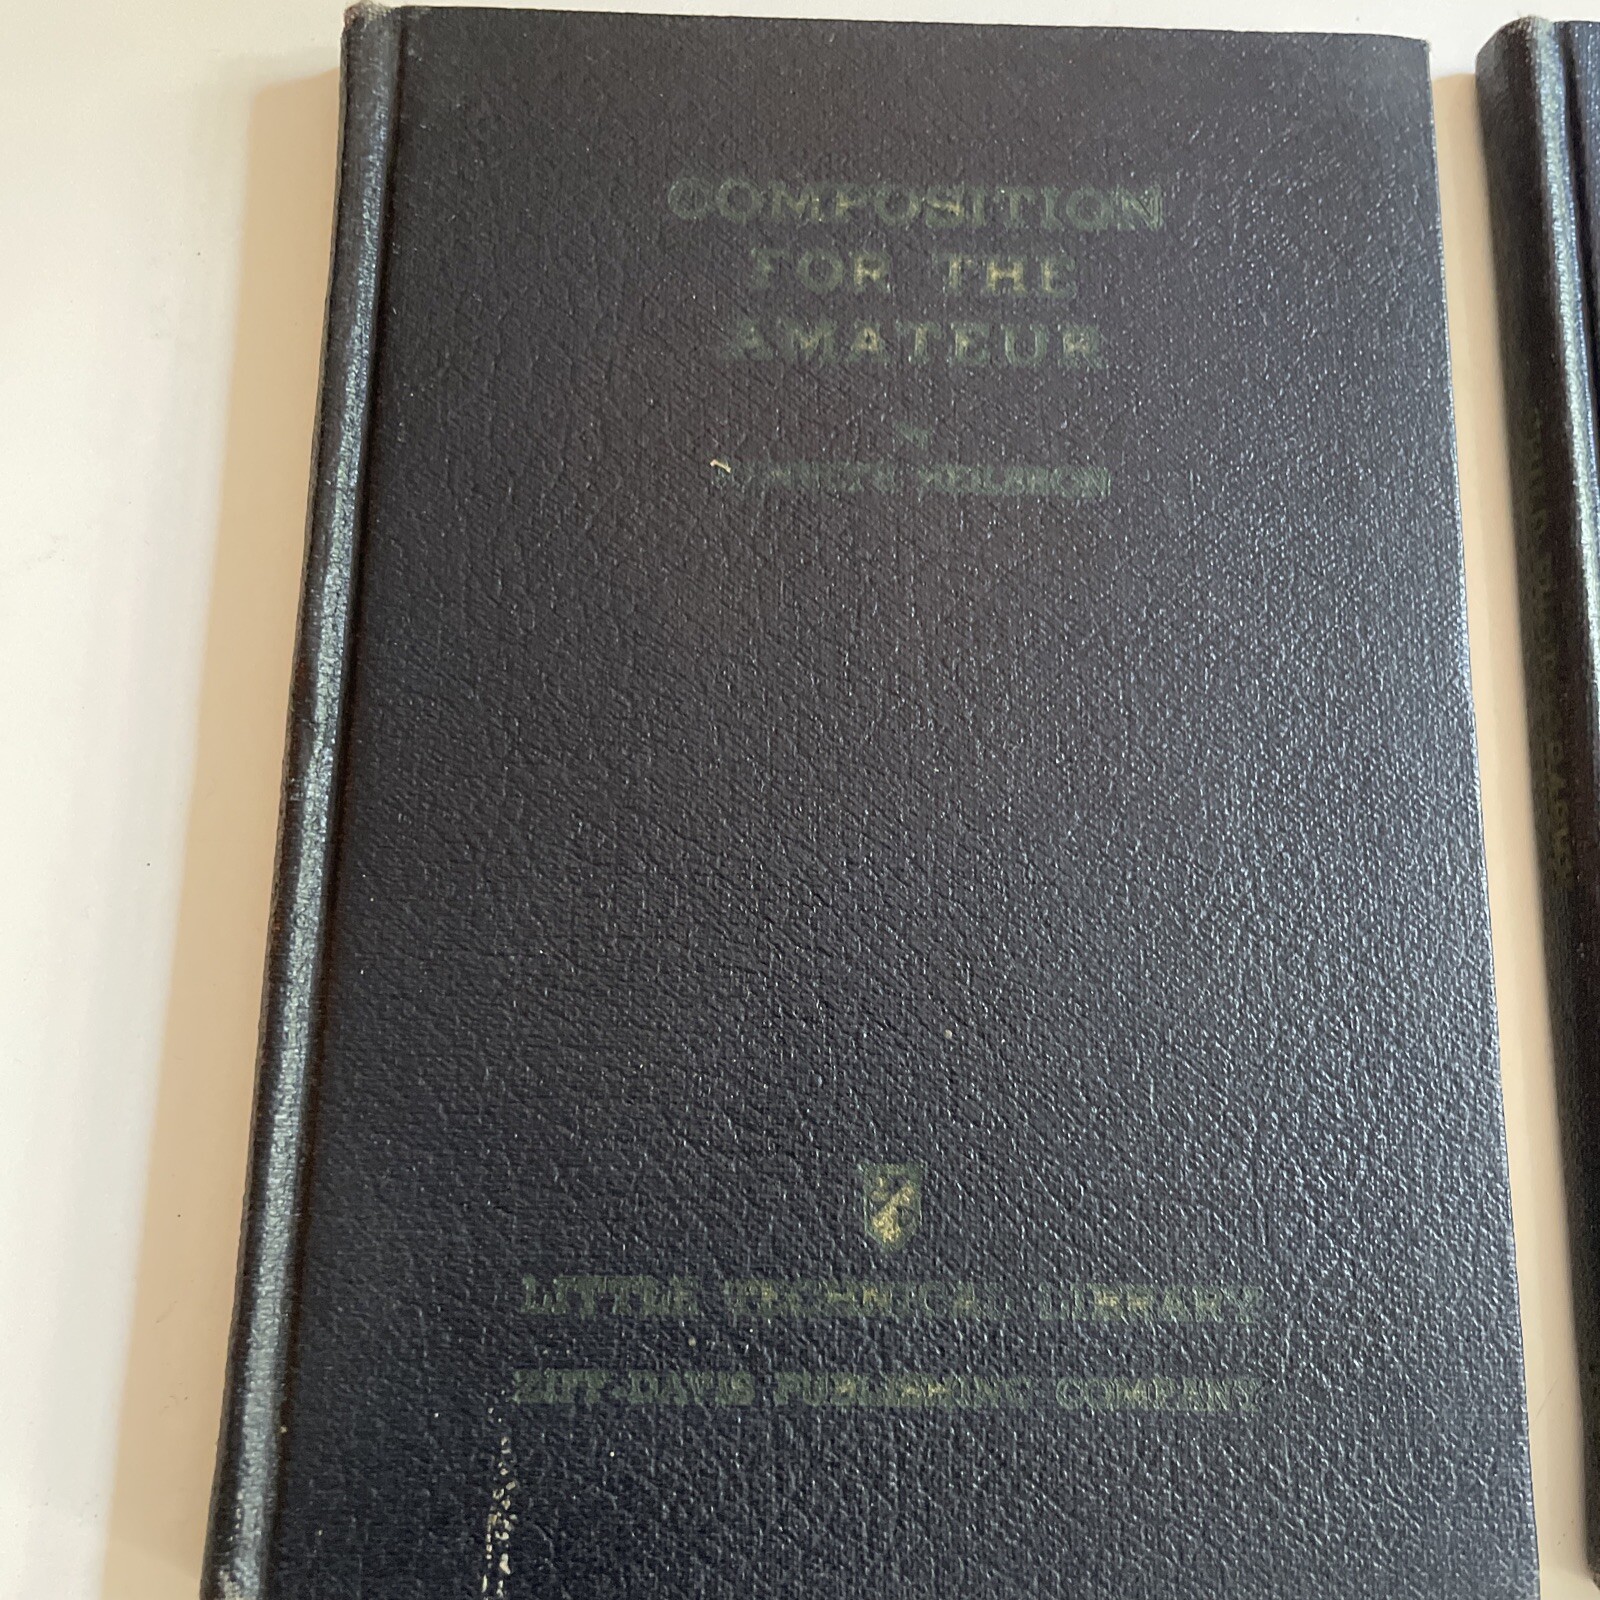 COMPOSITION
FOR THE
AMATEUR
LITTLE TECHNICAL LIBRARY
ZIFF-DAVIS PUBLISHING COMPANY